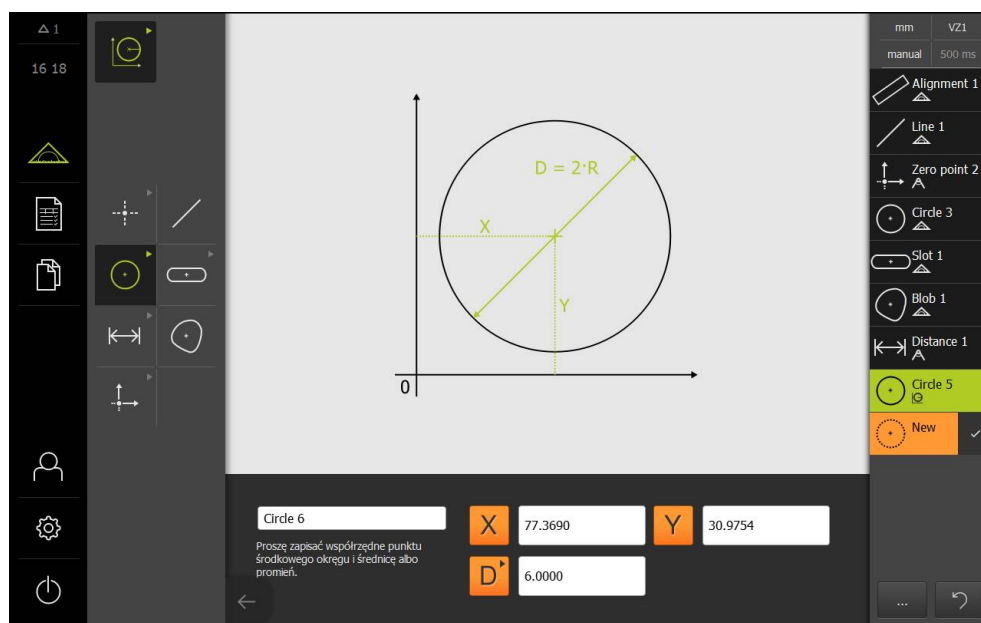 1
16 18
D = 2·R
X
Y
0
Circle 6
Proszę zapisać współrzędne punktu
środkowego okręgu i średnicę albo
promień.
X 77.3690
Y 30.9754
D 6.0000
mm VZ1
manual 500 ms
Alignment 1
Line 1
Zero point 2
Circle 3
Slot 1
Blob 1
Distance 1
Circle 5
New
...